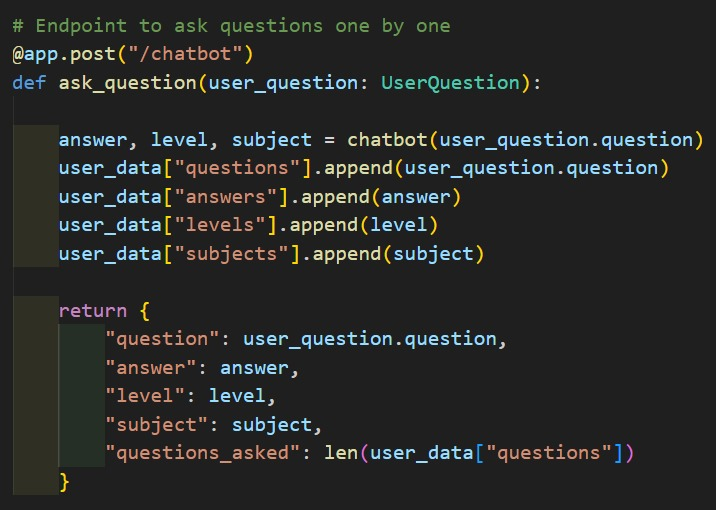 # Endpoint to ask questions one by one
@app.post("/chatbot")
def ask_question(user_question: UserQuestion):

    answer, level, subject = chatbot(user_question.question)
    user_data["questions"].append(user_question.question)
    user_data["answers"].append(answer)
    user_data["levels"].append(level)
    user_data["subjects"].append(subject)

    return {
        "question": user_question.question,
        "answer": answer,
        "level": level,
        "subject": subject,
        "questions_asked": len(user_data["questions"])
    }